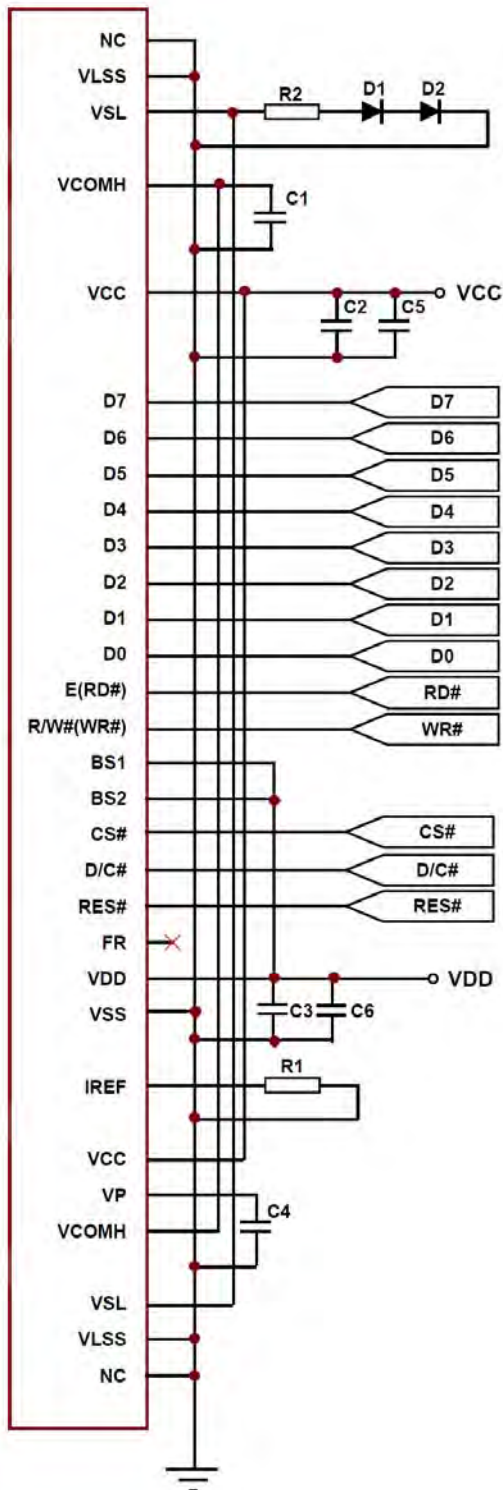 NC
VLSS
VSL R2 D1 D2
VCOMH C1
VCC C2 C5 VCC
D7 D7
D6 D6
D5 D5
D4 D4
D3 D3
D2 D2
D1 D1
D0 D0
E(RD#) RD#
R/W#(WR#) WR#
BS1
BS2
CS# CS#
D/C# D/C#
RES# RES#
FR
VDD VDD
VSS C3 C6
IREF R1
VCC
VP
VCOMH C4
VSL
VLSS
NC